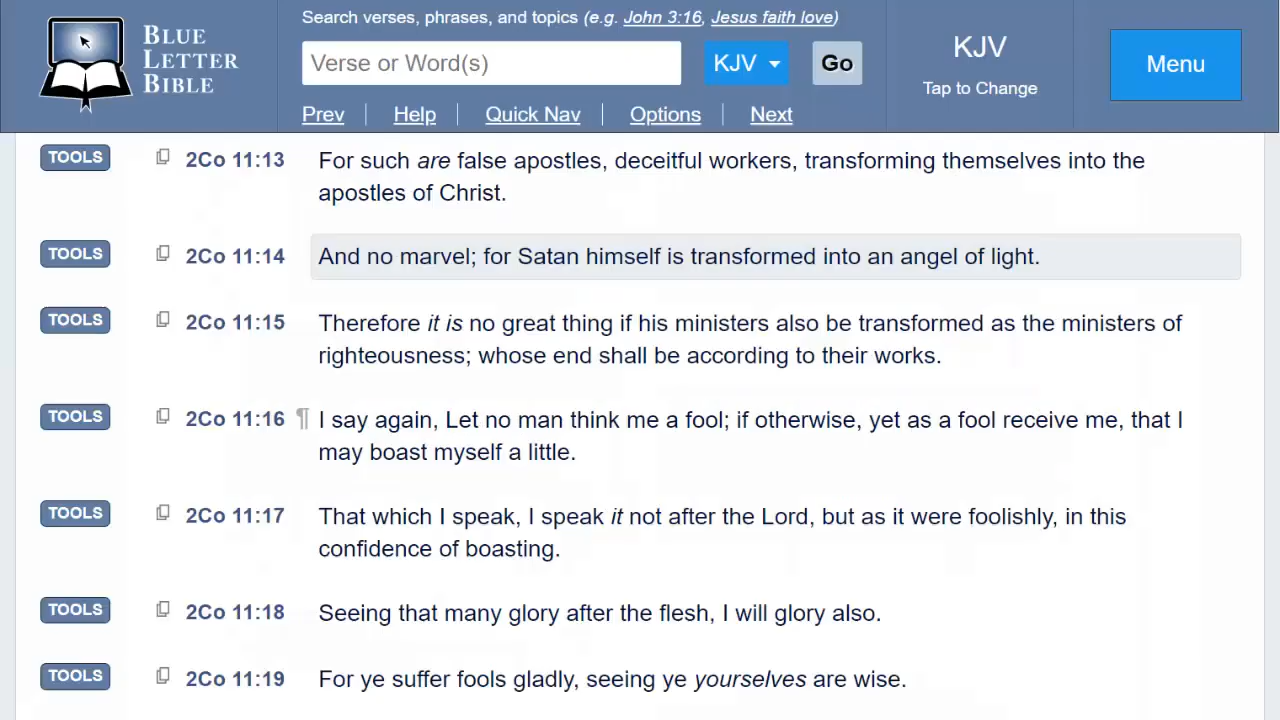 BLUE
LETTER
BIBLE
Search verses, phrases, and topics (e.g. John 3:16, Jesus faith love)
Verse or Word(s)
KJV
Go
Prev
Help
Quick Nav
Options
Next
KJV
Tap to Change
Menu
TOOLS 2Co 11:13 For such are false apostles, deceitful workers, transforming themselves into the
apostles of Christ.
TOOLS 2Co 11:14 And no marvel; for Satan himself is transformed into an angel of light.
TOOLS 2Co 11:15 Therefore it is no great thing if his ministers also be transformed as the ministers of
righteousness; whose end shall be according to their works.
TOOLS 2Co 11:16 ¶ I say again, Let no man think me a fool; if otherwise, yet as a fool receive me, that I
may boast myself a little.
TOOLS 2Co 11:17 That which I speak, I speak it not after the Lord, but as it were foolishly, in this
confidence of boasting.
TOOLS 2Co 11:18 Seeing that many glory after the flesh, I will glory also.
TOOLS 2Co 11:19 For ye suffer fools gladly, seeing ye yourselves are wise.